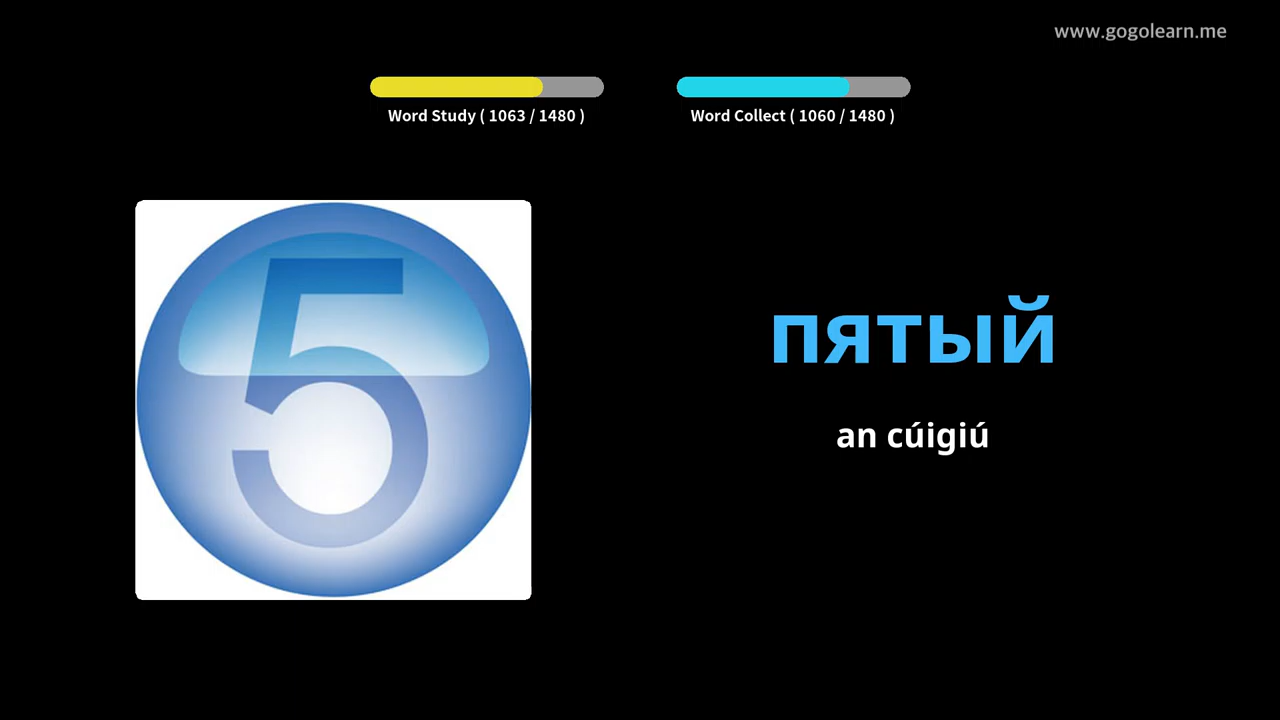 www.gogolearn.me
Word Study ( 1063 / 1480 )
Word Collect ( 1060 / 1480 )
5
пятый
an cúigiú